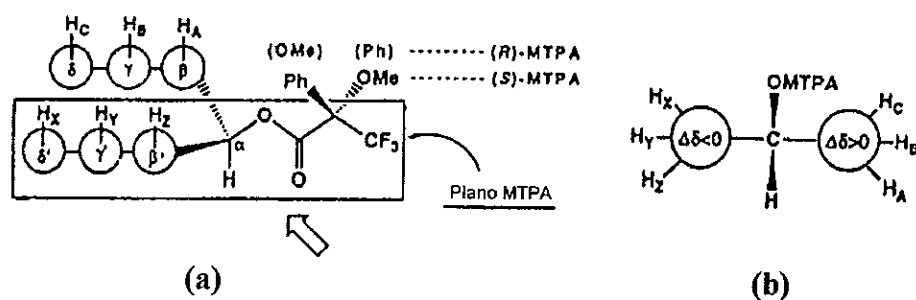 H_C H_B H_A
δ γ β
(OMe) (Ph) -------- (R)-MTPA
Ph OMe -------- (S)-MTPA
H_X H_Y H_Z
δ' γ' β'
O
α
H
O
CF₃
Plano MTPA
(a)
OMTPA
H_X
H_Y
H_Z
Δδ<0
C
Δδ>0
H_C
H_B
H_A
H
(b)